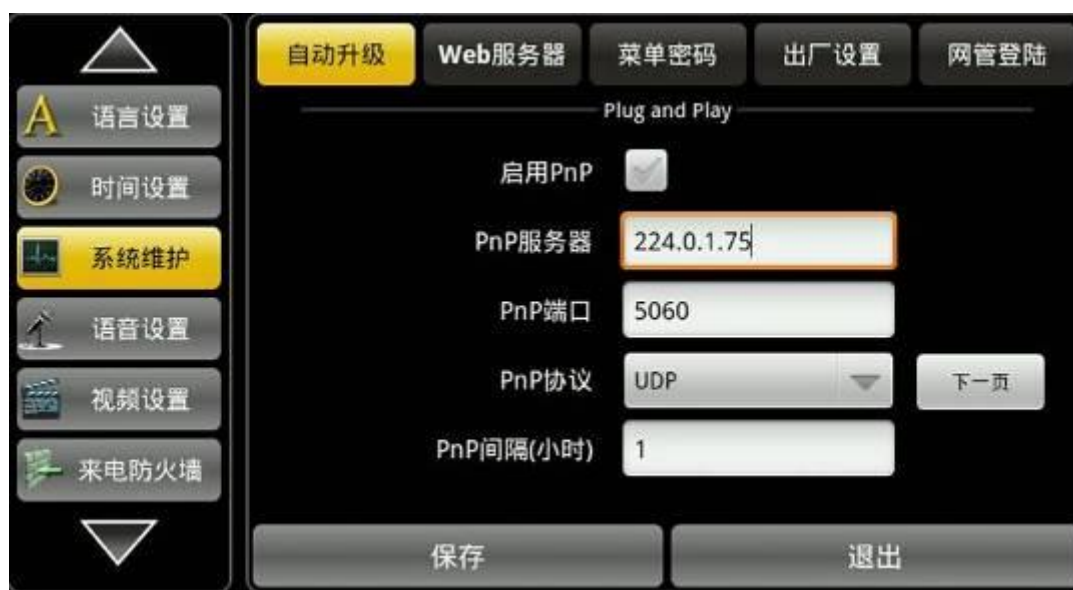 自动升级 Web服务器 菜单密码 出厂设置 网管登陆
语言设置
时间设置
系统维护
语音设置
视频设置
来电防火墙
Plug and Play
启用PnP
PnP服务器 224.0.1.75
PnP端口 5060
PnP协议 UDP 下一页
PnP间隔(小时) 1
保存 退出